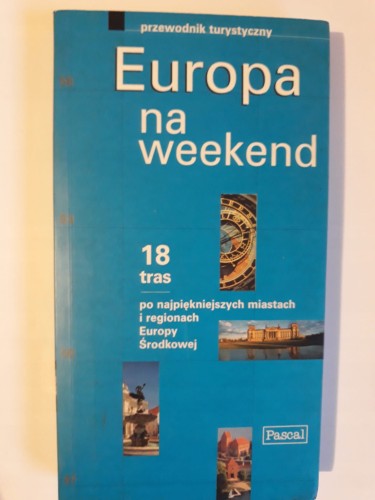 przewodnik turystyczny
Europa
na
weekend
18
tras
po najpiękniejszych miastach
i regionach
Europy
Środkowej
Pascal